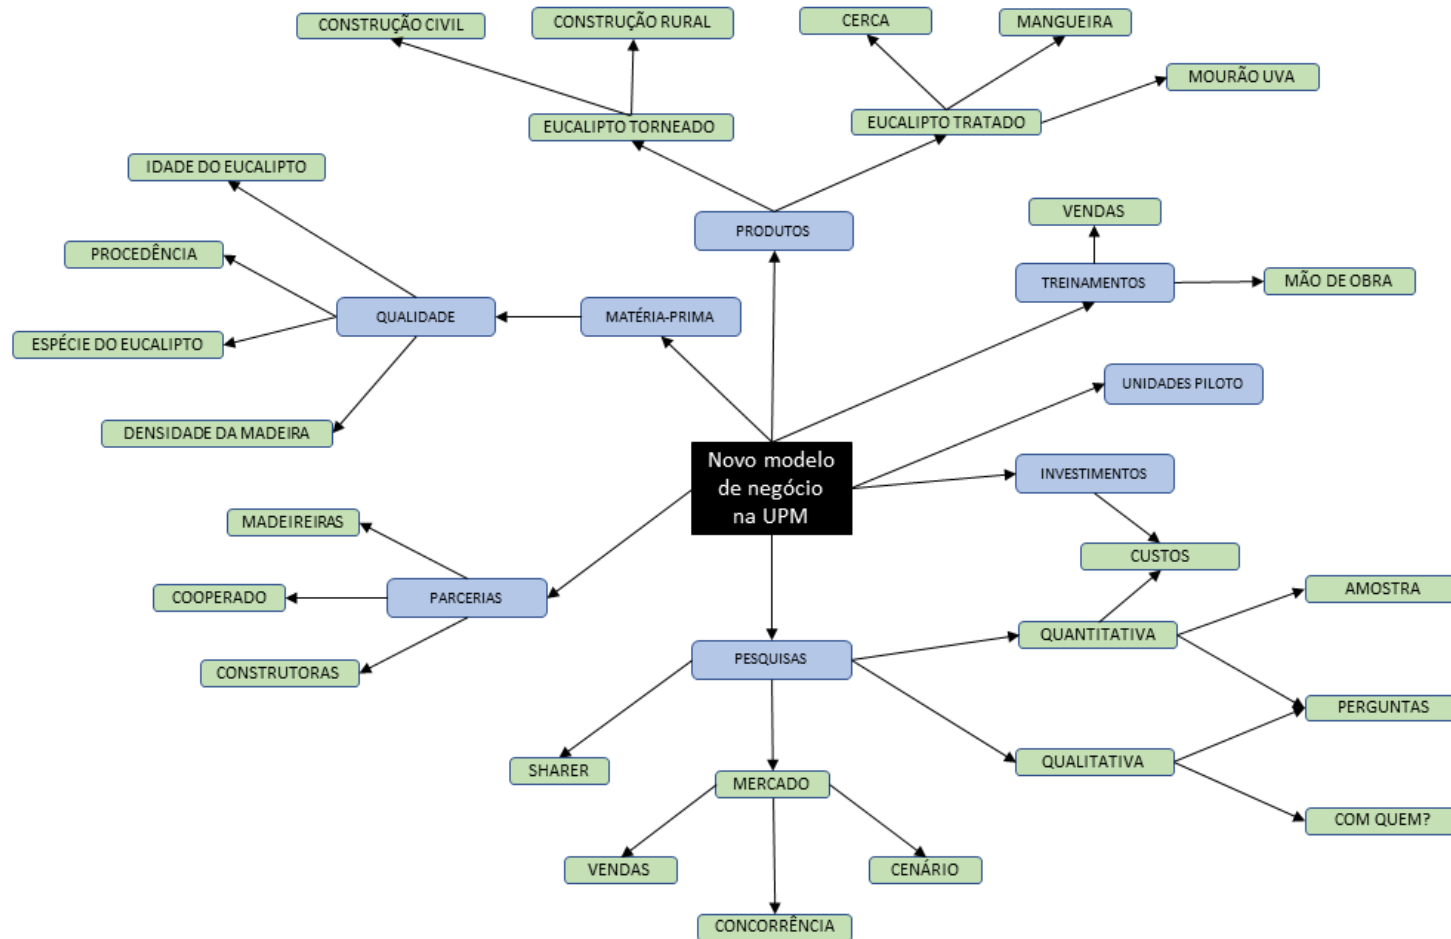 CONSTRUÇÃO CIVIL
CONSTRUÇÃO RURAL
CERCA
MANGUEIRA
MOURÃO UVA
EUCALIPTO TORNEADO
EUCALIPTO TRATADO
IDADE DO EUCALIPTO
VENDAS
PRODUTOS
PROCEDÊNCIA
TREINAMENTOS
MÃO DE OBRA
QUALIDADE
MATÉRIA-PRIMA
ESPÉCIE DO EUCALIPTO
UNIDADES PILOTO
DENSIDADE DA MADEIRA
Novo modelo
de negócio
na UPM
INVESTIMENTOS
MADEIREIRAS
CUSTOS
COOPERADO
PARCERIAS
AMOSTRA
QUANTITATIVA
CONSTRUTORAS
PESQUISAS
PERGUNTAS
SHARER
QUALITATIVA
MERCADO
COM QUEM?
VENDAS
CENÁRIO
CONCORRÊNCIA